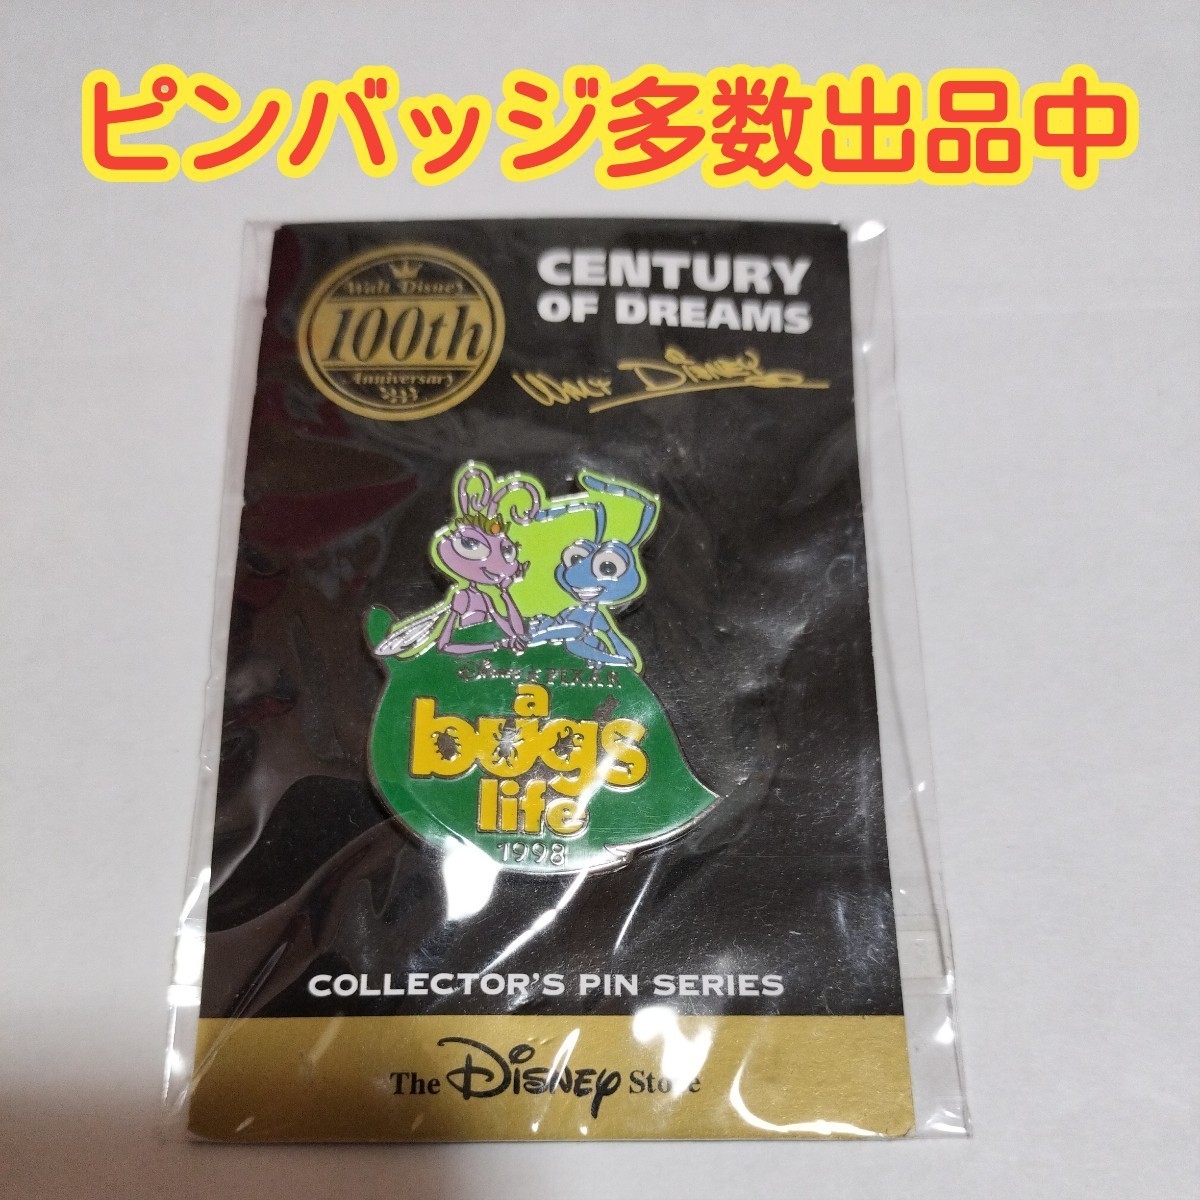 ピンバッジ多数出品中
Walt Disney
100th
Anniversary
CENTURY
OF DREAMS
WALT DISNEY
DISNEY PIXAR
a
bug's
life
1998
COLLECTOR'S PIN SERIES
The DISNEY Store